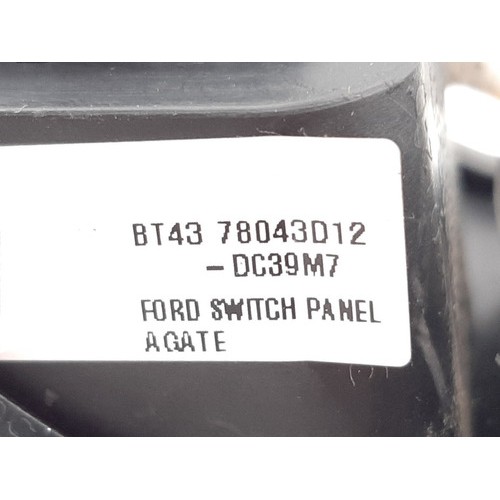 BT43 78043D12
-DC39M7
FORD SWITCH PANEL
AGATE